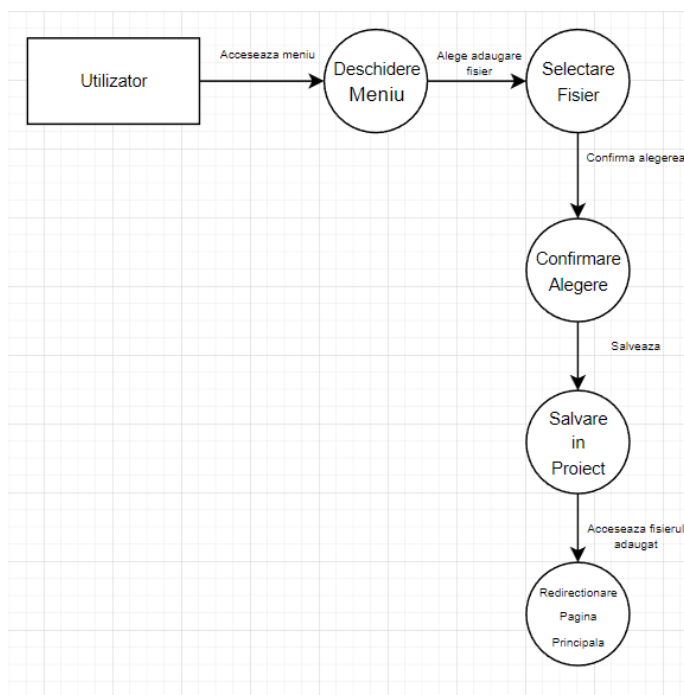 Utilizator
Acceseaza meniu
Deschidere
Meniu
Alege adaugare
fisier
Selectare
Fisier
Confirma alegerea
Confirmare
Alegere
Salveaza
Salvare
in
Proiect
Acceseaza fisierul
adaugat
Redirectionare
Pagina
Principala